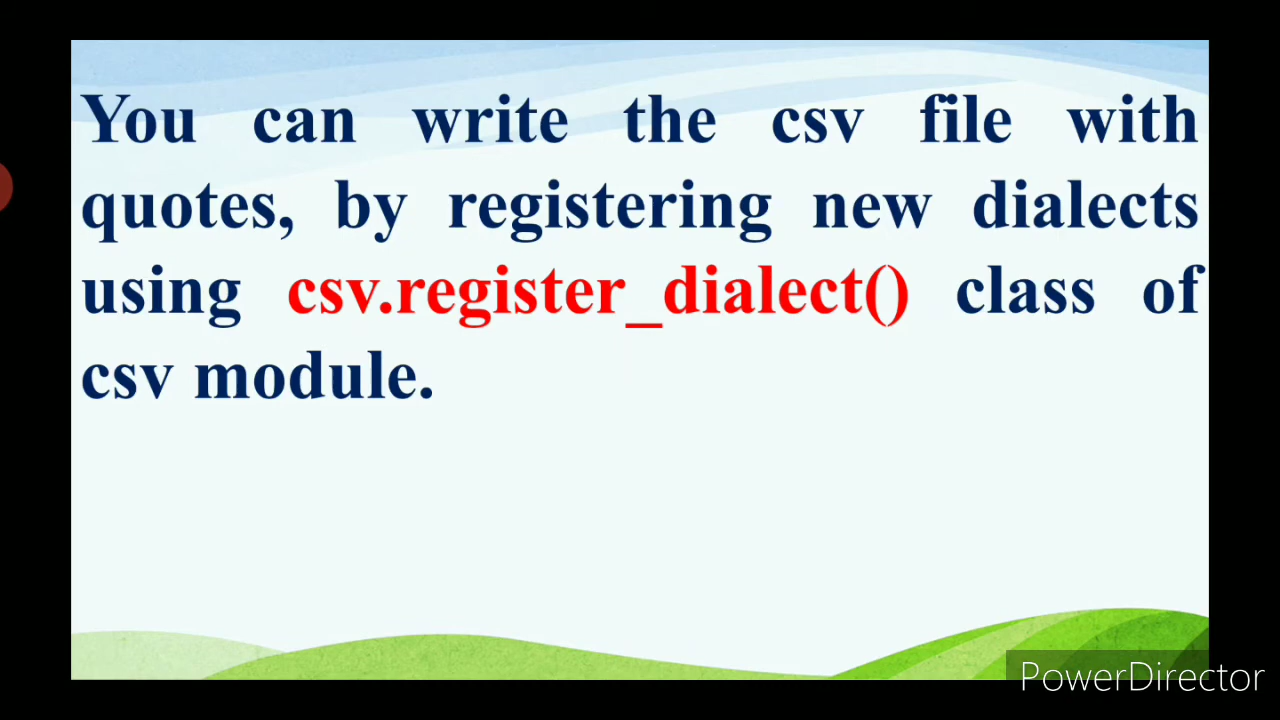 You can write the csv file with
quotes, by registering new dialects
using csv.register_dialect() class of
csv module.
PowerDirector